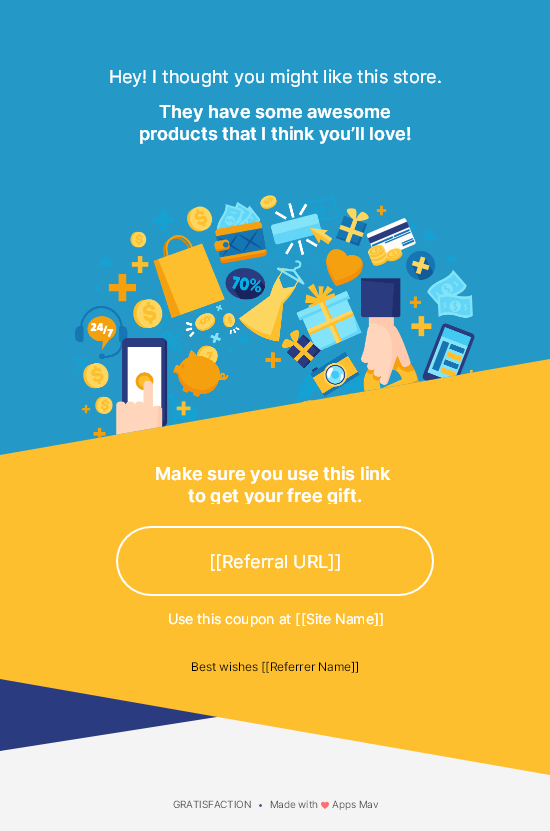 Hey! I thought you might like this store.
They have some awesome
products that I think you’ll love!
70%
24/7
Make sure you use this link
to get your free gift.
[[Referral URL]]
Use this coupon at [[Site Name]]
Best wishes [[Referrer Name]]
GRATISFACTION • Made with ❤ Apps Mav